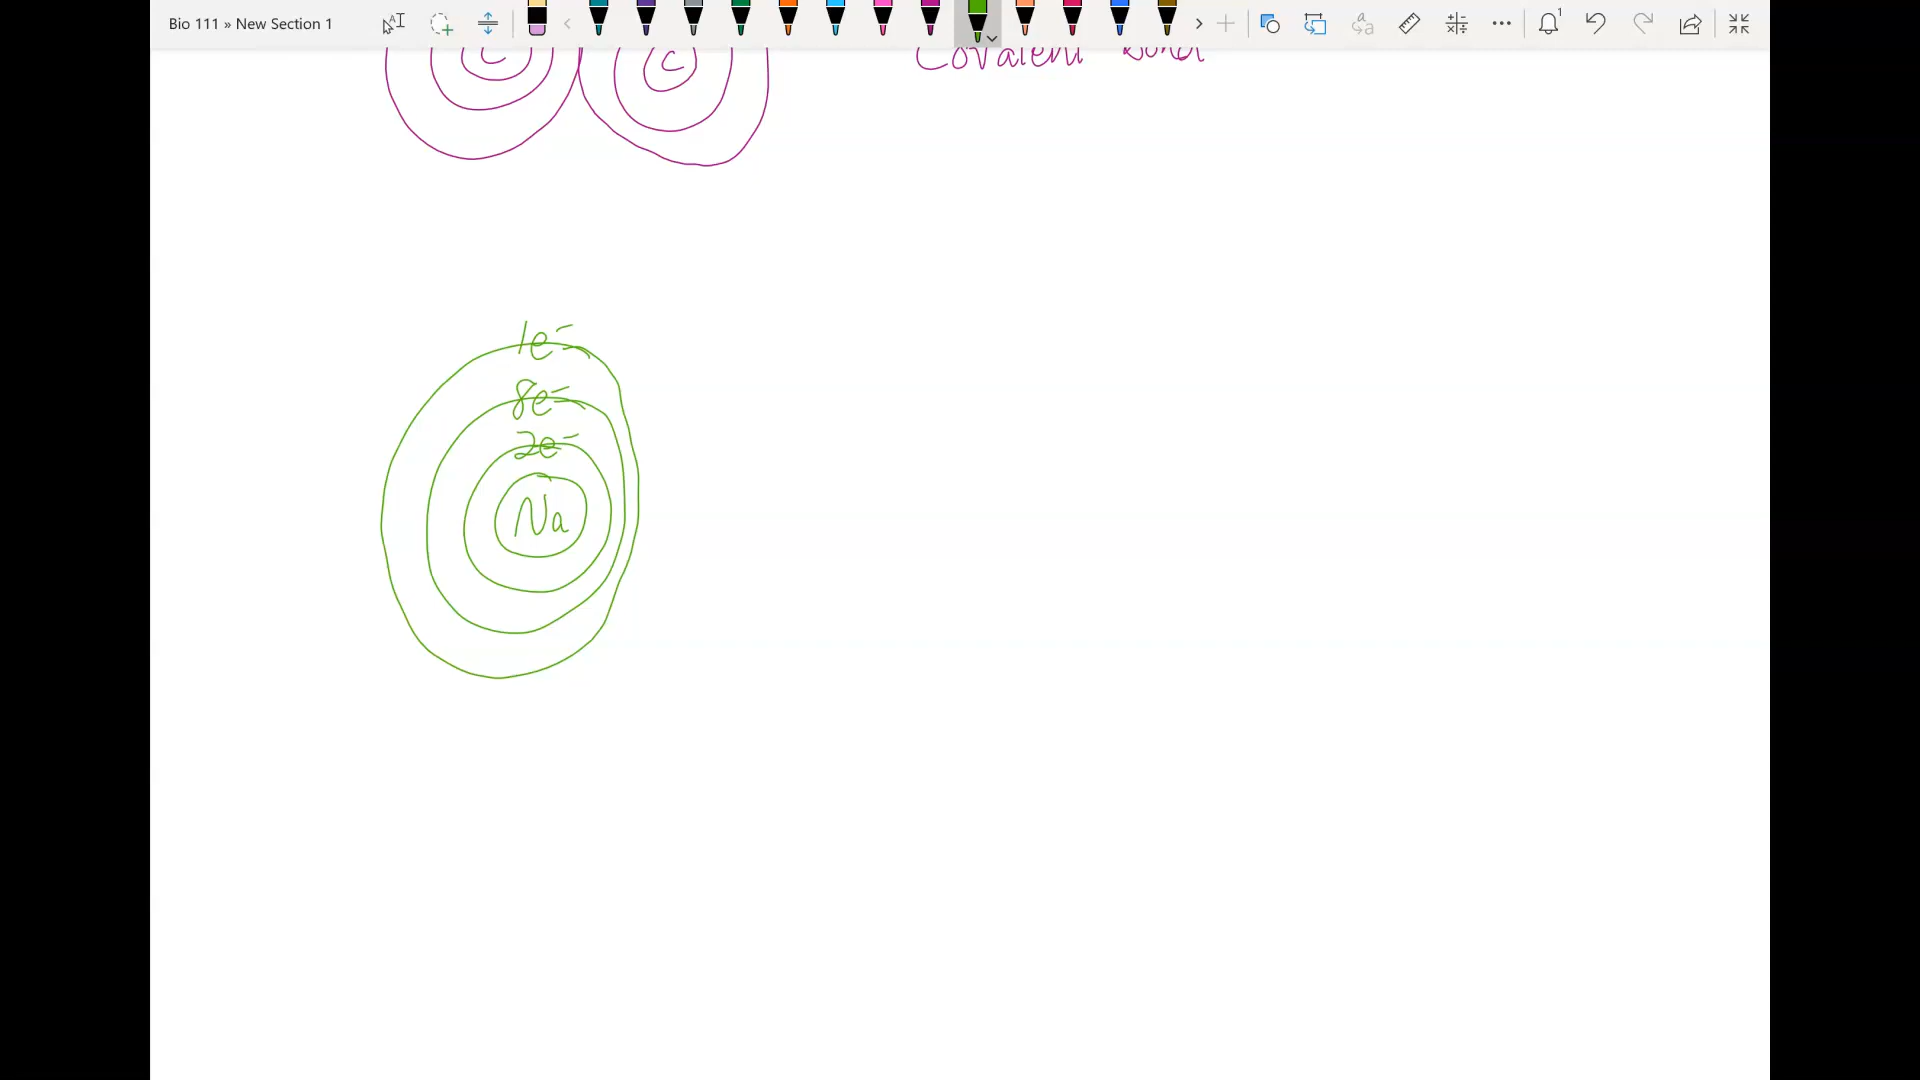 Bio 111 » New Section 1
C C Covalent Bond
1e-
8e-
2e-
Na